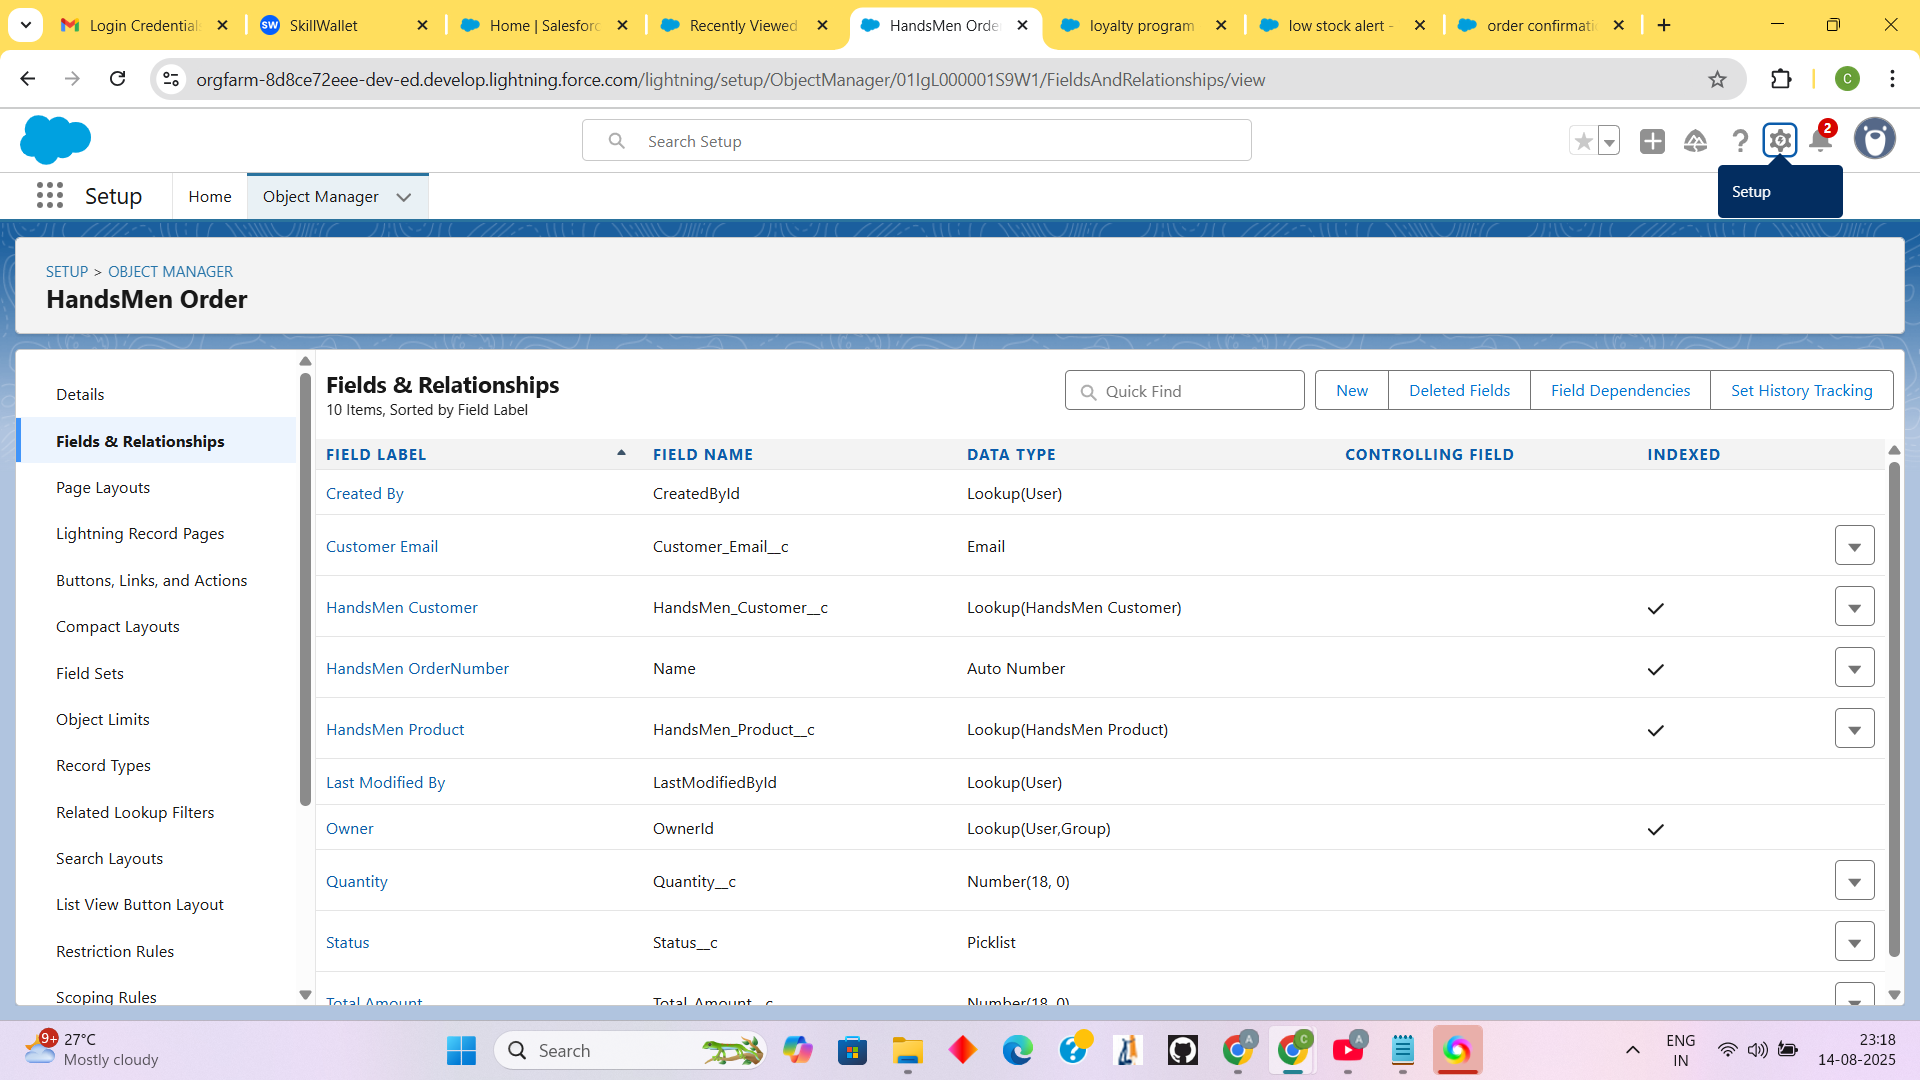 Login Credentials
SkillWallet
Home | Salesforc
Recently Viewed
HandsMen Orde
loyalty program
low stock alert -
order confirmati
orgfarm-8d8ce72eee-dev-ed.develop.lightning.force.com/lightning/setup/ObjectManager/01IgL000001S9W1/FieldsAndRelationships/view
C
Search Setup
2
Setup
Setup
Home
Object Manager
SETUP > OBJECT MANAGER
HandsMen Order
Details
Fields & Relationships
Page Layouts
Lightning Record Pages
Buttons, Links, and Actions
Compact Layouts
Field Sets
Object Limits
Record Types
Related Lookup Filters
Search Layouts
List View Button Layout
Restriction Rules
Scoping Rules
Fields & Relationships
10 Items, Sorted by Field Label
Quick Find
New
Deleted Fields
Field Dependencies
Set History Tracking
FIELD LABEL FIELD NAME DATA TYPE CONTROLLING FIELD INDEXED
Created By CreatedById Lookup(User)
Customer Email Customer_Email__c Email
HandsMen Customer HandsMen_Customer__c Lookup(HandsMen Customer)
HandsMen OrderNumber Name Auto Number
HandsMen Product HandsMen_Product__c Lookup(HandsMen Product)
Last Modified By LastModifiedById Lookup(User)
Owner OwnerId Lookup(User,Group)
Quantity Quantity__c Number(18, 0)
Status Status__c Picklist
Total Amount Total_Amount__c Number(18, 0)
9+
27°C
Mostly cloudy
Search
A
C
A
ENG
IN
23:18
14-08-2025